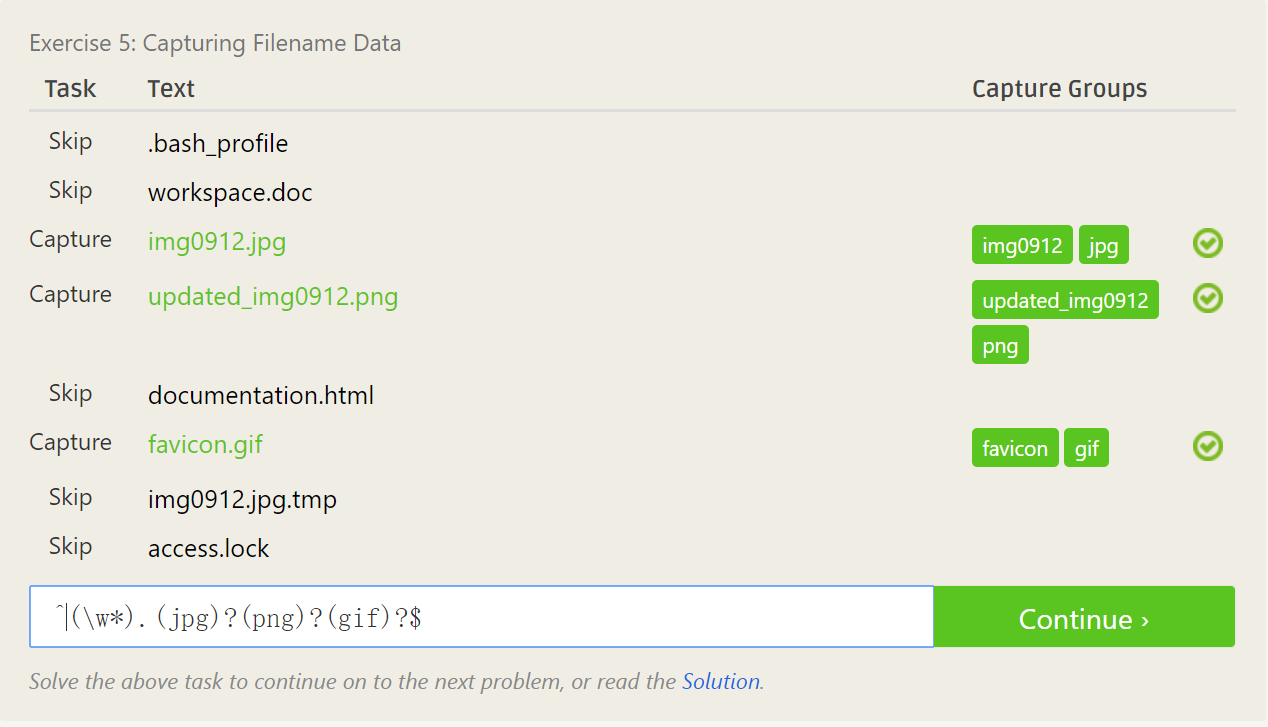 Exercise 5: Capturing Filename Data
Task Text Capture Groups
Skip .bash_profile
Skip workspace.doc
Capture img0912.jpg img0912 jpg
Capture updated_img0912.png updated_img0912
png
Skip documentation.html
Capture favicon.gif favicon gif
Skip img0912.jpg.tmp
Skip access.lock
^(\w*).(jpg)?(png)?(gif)?$ Continue ›
Solve the above task to continue on to the next problem, or read the Solution.